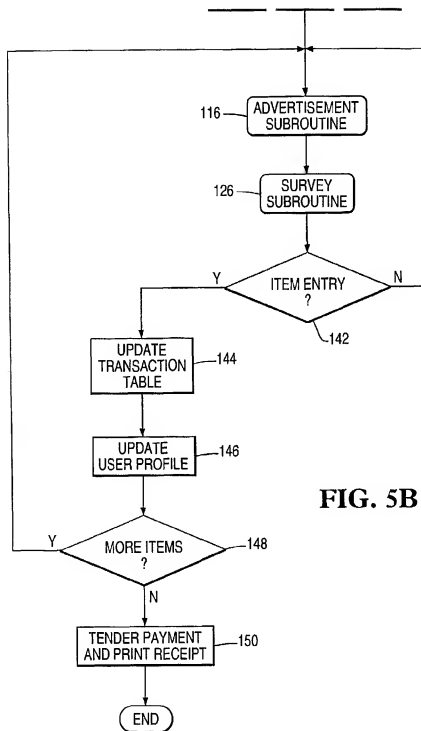 116
ADVERTISEMENT
SUBROUTINE
126
SURVEY
SUBROUTINE
Y
ITEM ENTRY
?
N
142
UPDATE
TRANSACTION
TABLE
144
UPDATE
USER PROFILE
146
FIG. 5B
Y
MORE ITEMS
?
148
N
TENDER PAYMENT
AND PRINT RECEIPT
150
END